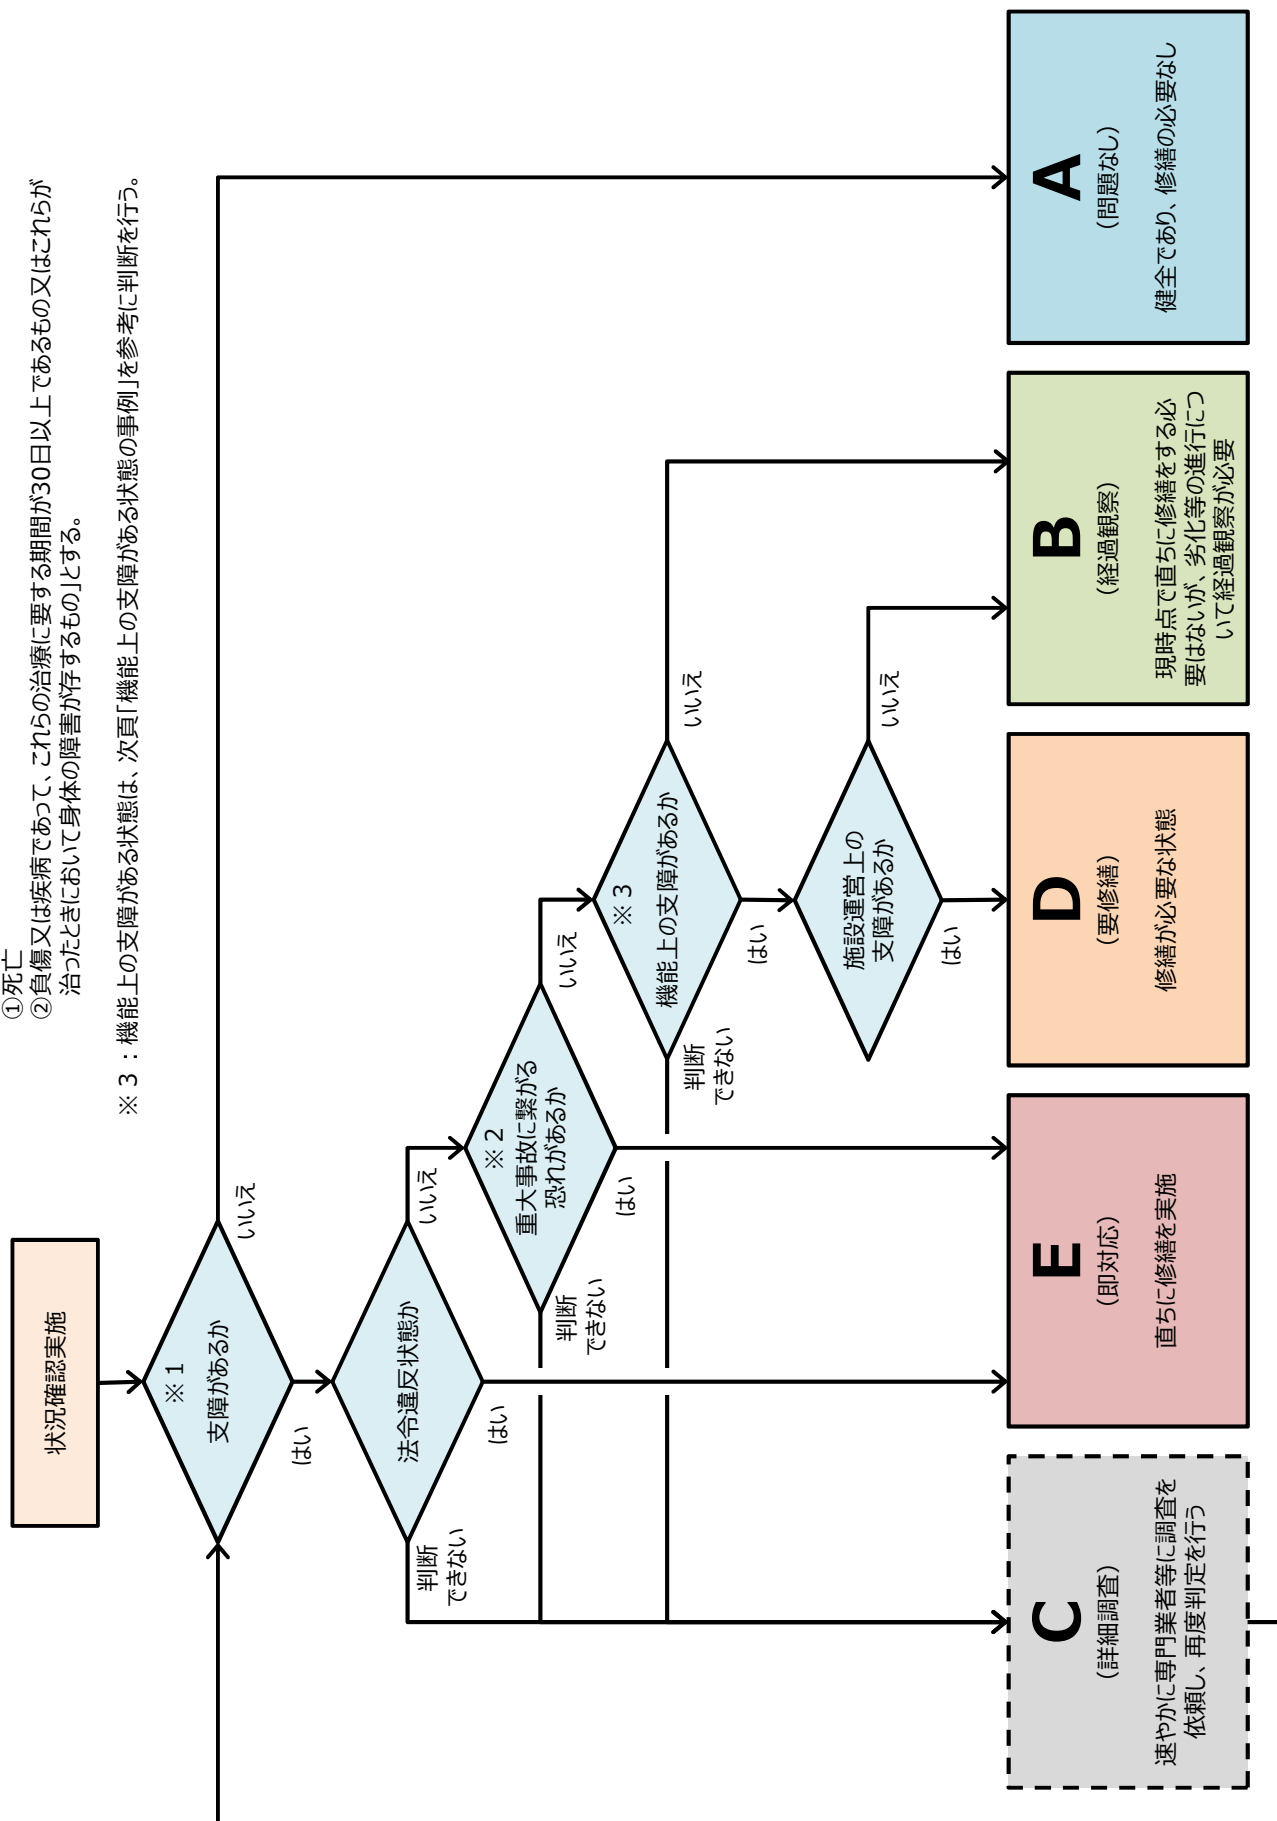 ①死亡
②負傷又は疾病であって、これらの治療に要する期間が30日以上であるもの又はこれらが
治ったときにおいて身体の障害が存するもの」とする。
※３：機能上の支障がある状態は、次頁「機能上の支障がある状態の事例」を参考に判断を行う。
状況確認実施
※１
支障があるか
いいえ
はい
法令違反状態か
いいえ
はい
判断
できない
※２
重大事故に繋がる
恐れがあるか
いいえ
はい
判断
できない
※３
機能上の支障があるか
いいえ
はい
判断
できない
施設運営上の
支障があるか
いいえ
はい
C
（詳細調査）
速やかに専門業者等に調査を
依頼し、再度判定を行う
E
（即対応）
直ちに修繕を実施
D
（要修繕）
修繕が必要な状態
B
（経過観察）
現時点で直ちに修繕をする必
要はないが、劣化等の進行につ
いて経過観察が必要
A
（問題なし）
健全であり、修繕の必要なし